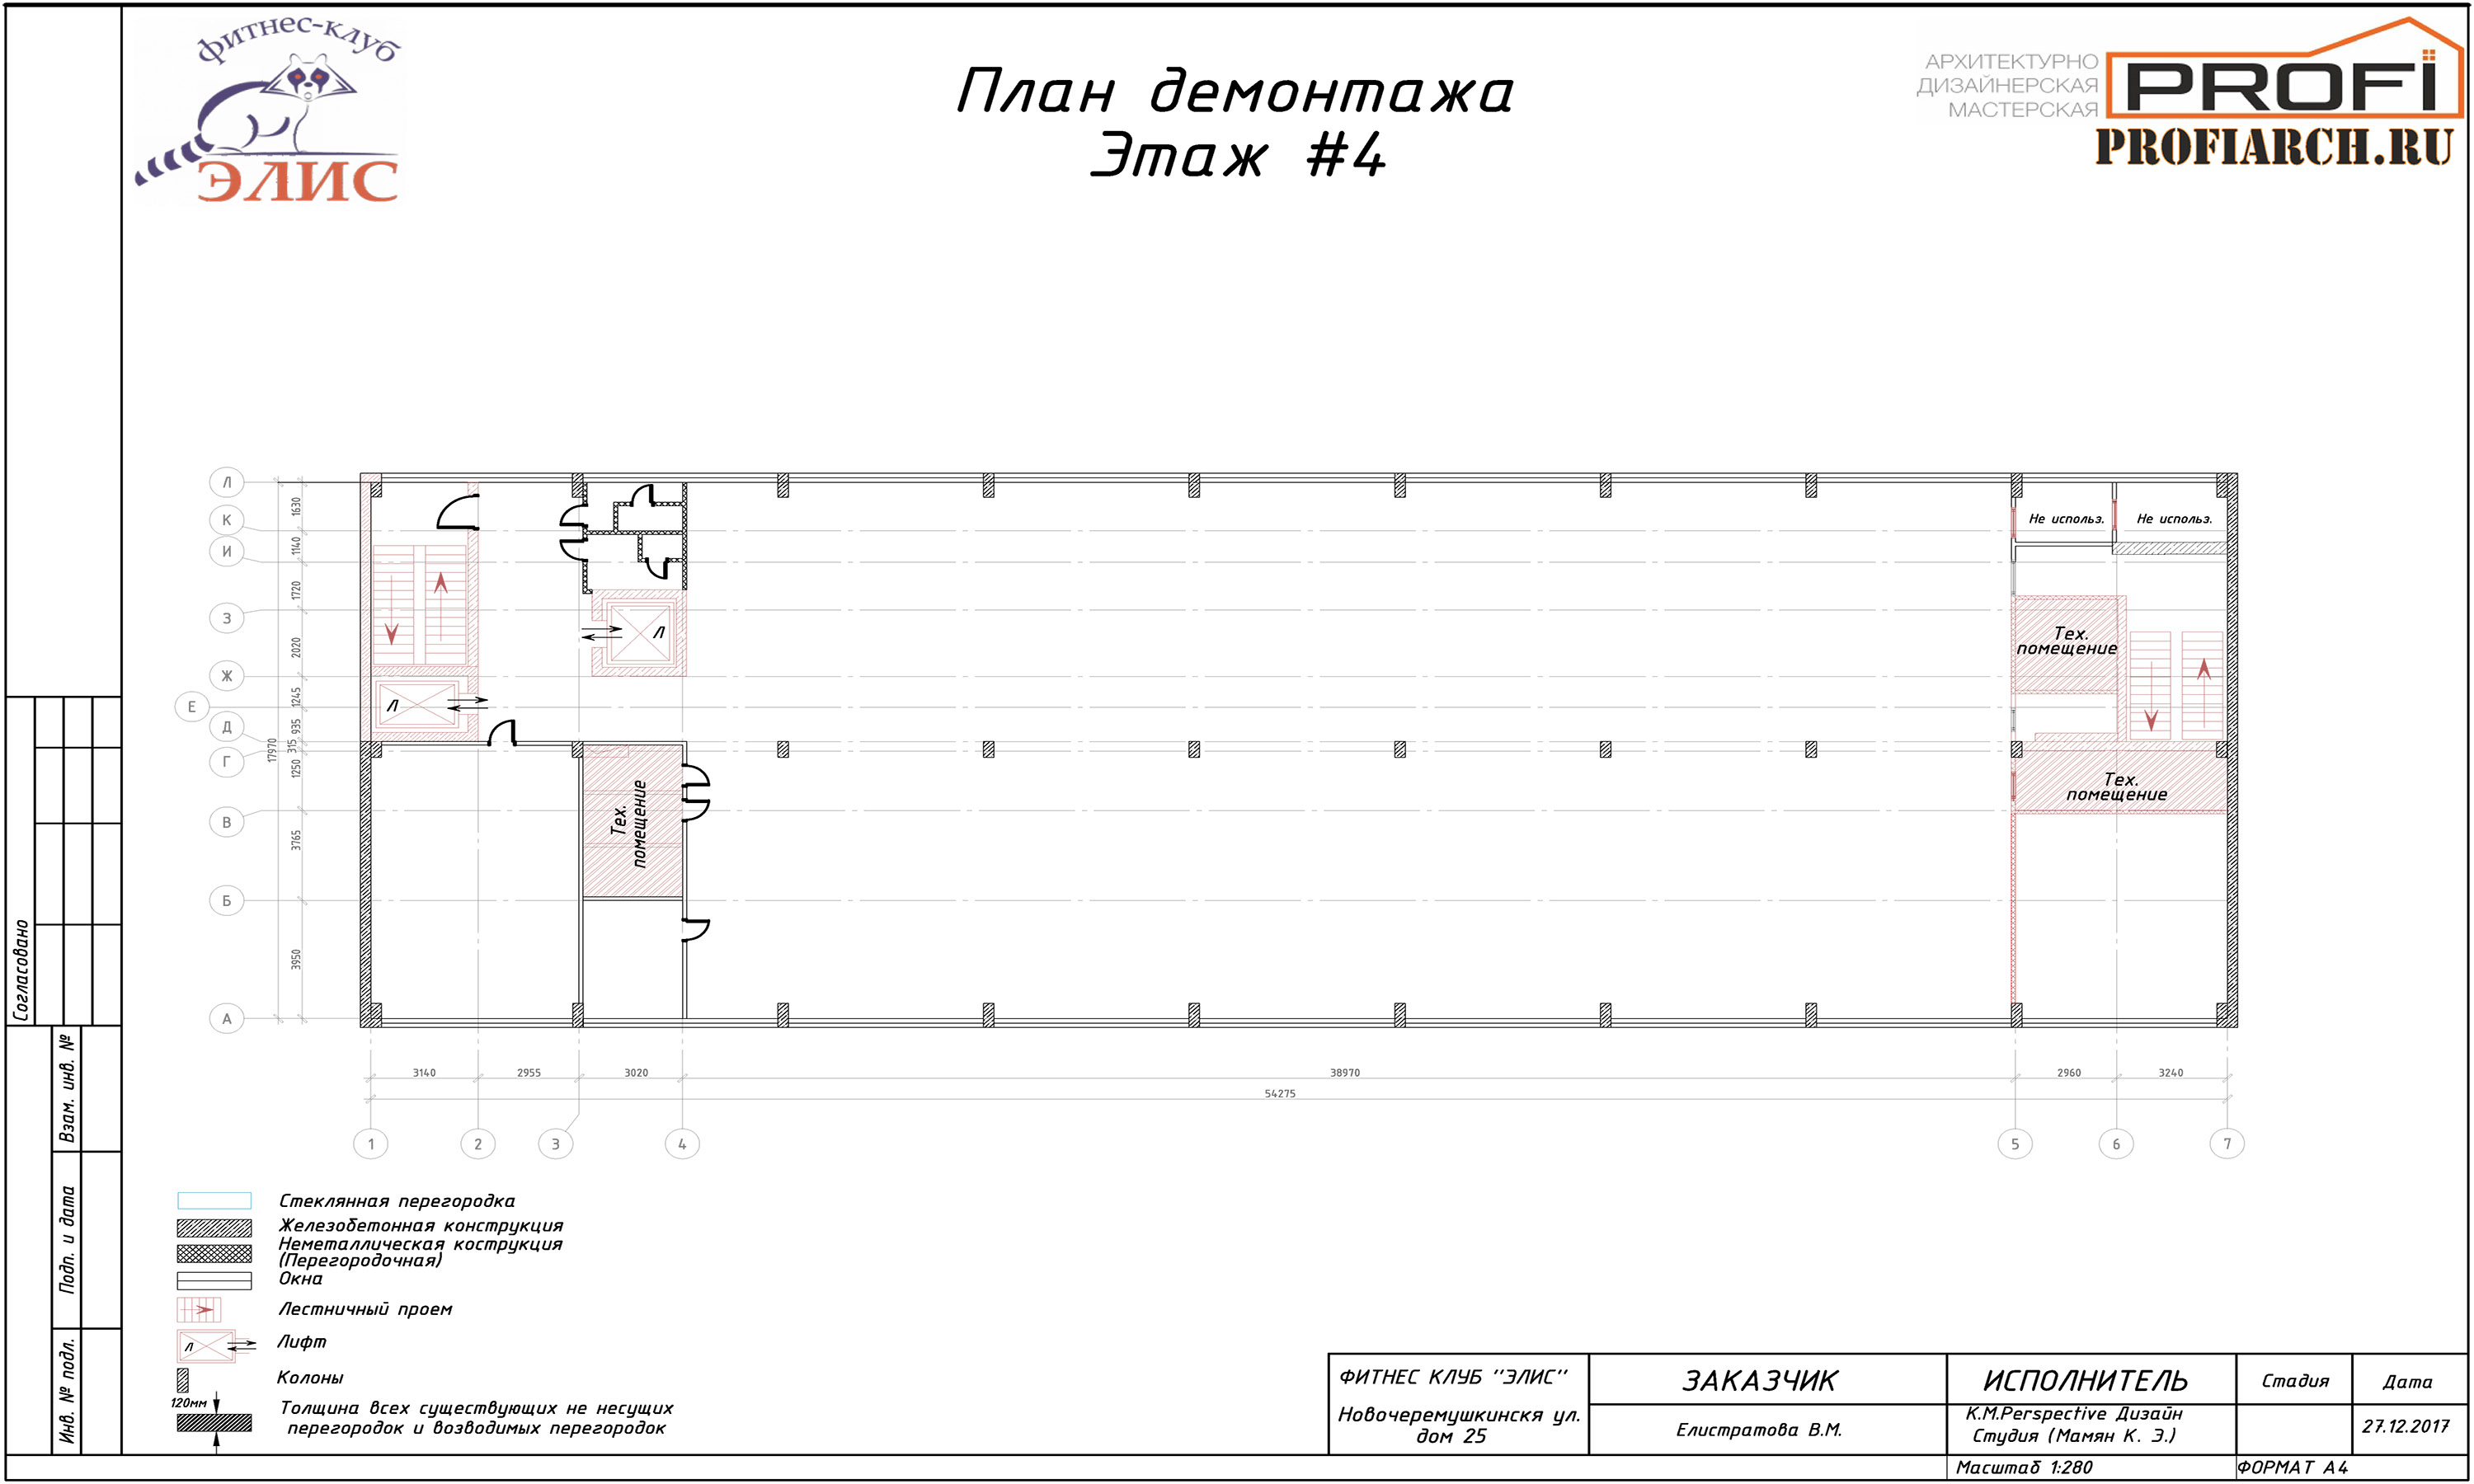 фитнес-клуб
ЭЛИС
План демонтажа
Этаж #4
АРХИТЕКТУРНО
ДИЗАЙНЕРСКАЯ
МАСТЕРСКАЯ
PROFÏ
PROFIARCH.RU
Л
К
И
З
Ж
Е
Д
Г
В
Б
А
1630
1140
1720
2020
1245
935
315
1250
3765
3950
17970
Л
Л
Тех.
помещение
Не использ.
Не использ.
Тех.
помещение
Тех.
помещение
3140
2955
3020
38970
2960
3240
54275
1
2
3
4
5
6
7
Согласовано
Взам. инв. №
Подп. и дата
Инв. № подл.
Стеклянная перегородка
Железобетонная конструкция
Неметаллическая кострукция
(Перегородочная)
Окна
Лестничный проем
Л
Лифт
Колоны
120мм
Толщина всех существующих не несущих
перегородок и возводимых перегородок
ФИТНЕС КЛУБ "ЭЛИС"
Новочеремушкинскя ул.
дом 25
ЗАКАЗЧИК
Елистратова В.М.
ИСПОЛНИТЕЛЬ
K.M.Perspective Дизайн
Студия (Мамян К. Э.)
Стадия
Дата
27.12.2017
Масштаб 1:280
ФОРМАТ А4